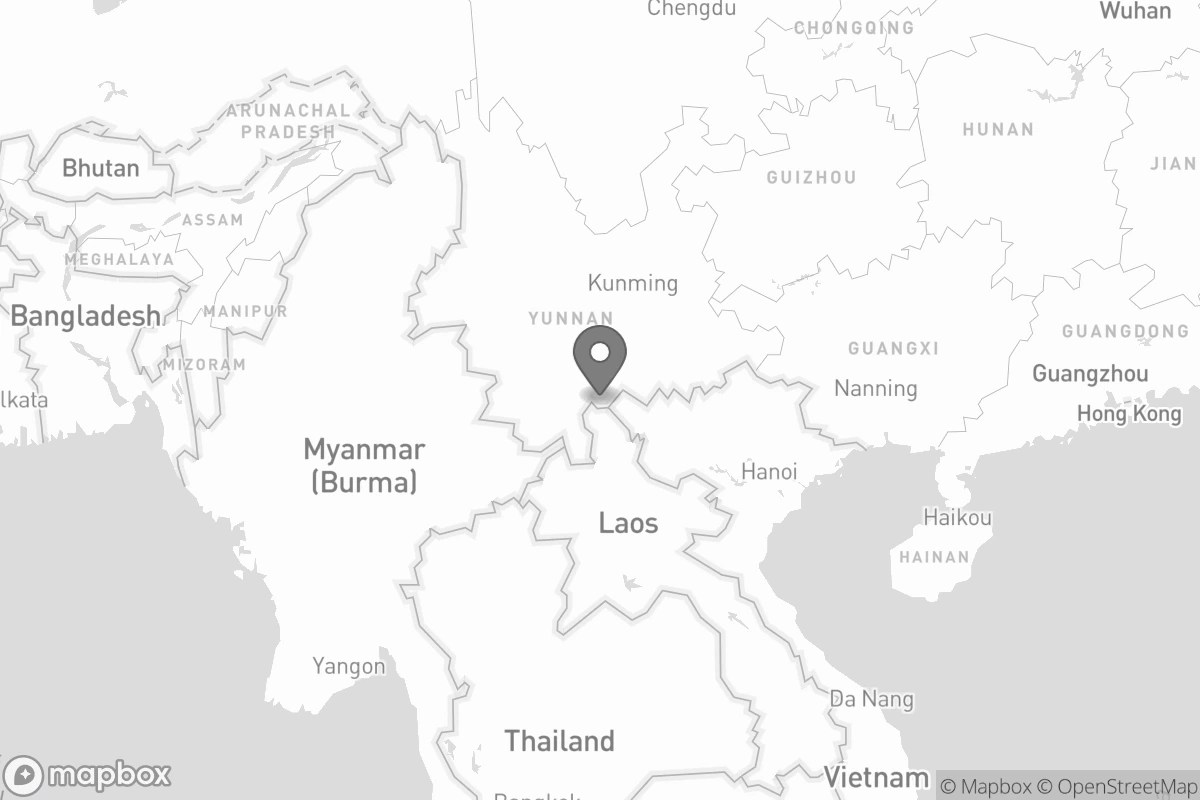 Chengdu
Wuhan
CHONGQING
ARUNACHAL
PRADESH
HUNAN
Bhutan
JIAN
GUIZHOU
ASSAM
MEGHALAYA
Kunming
Bangladesh
MANIPUR
YUNNAN
GUANGDONG
GUANGXI
MIZORAM
Guangzhou
Nanning
lkata
Hong Kong
Myanmar
(Burma)
Hanoi
Laos
Haikou
HAINAN
Yangon
Da Nang
Thailand
mapbox
Vietnam
© Mapbox © OpenStreetMap
Bangkok